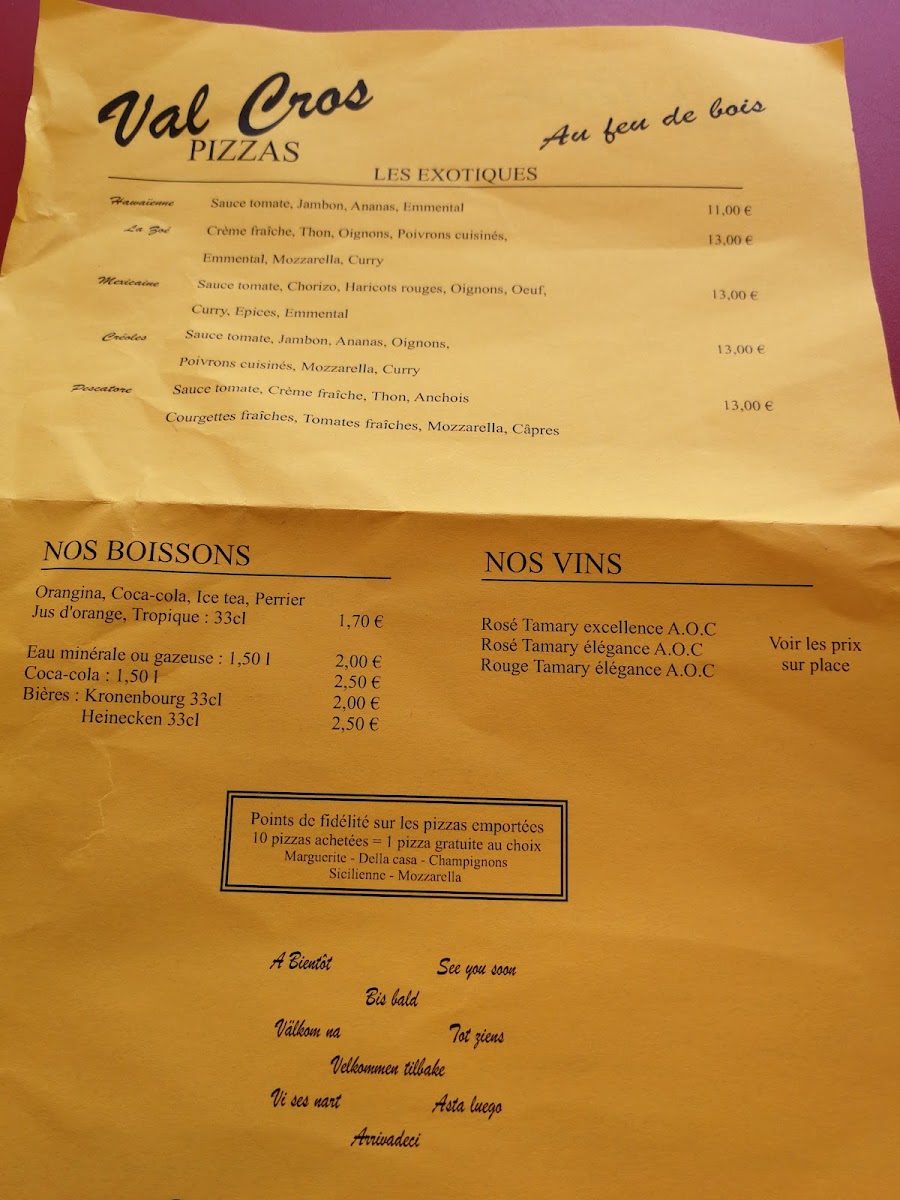 Val Cros
PIZZAS
Au feu de bois
LES EXOTIQUES
Hawaïenne Sauce tomate, Jambon, Ananas, Emmental 11,00 €
La Zoé Crème fraîche, Thon, Oignons, Poivrons cuisinés, 13,00 €
Emmental, Mozzarella, Curry
Mexicaine Sauce tomate, Chorizo, Haricots rouges, Oignons, Oeuf, 13,00 €
Curry, Epices, Emmental
Créoles Sauce tomate, Jambon, Ananas, Oignons, 13,00 €
Poivrons cuisinés, Mozzarella, Curry
Pescatore Sauce tomate, Crème fraîche, Thon, Anchois 13,00 €
Courgettes fraîches, Tomates fraîches, Mozzarella, Câpres
NOS BOISSONS
Orangina, Coca-cola, Ice tea, Perrier
Jus d'orange, Tropique : 33cl 1,70 €
Eau minérale ou gazeuse : 1,50 l 2,00 €
Coca-cola : 1,50 l 2,50 €
Bières : Kronenbourg 33cl 2,00 €
Heinecken 33cl 2,50 €
NOS VINS
Rosé Tamary excellence A.O.C
Rosé Tamary élégance A.O.C
Rouge Tamary élégance A.O.C
Voir les prix
sur place
Points de fidélité sur les pizzas emportées
10 pizzas achetées = 1 pizza gratuite au choix
Marguerite - Della casa - Champignons
Sicilienne - Mozzarella
A Bientôt See you soon
Bis bald
Välkom na Tot ziens
Velkommen tilbake
Vi ses nart Asta luego
Arrivadeci